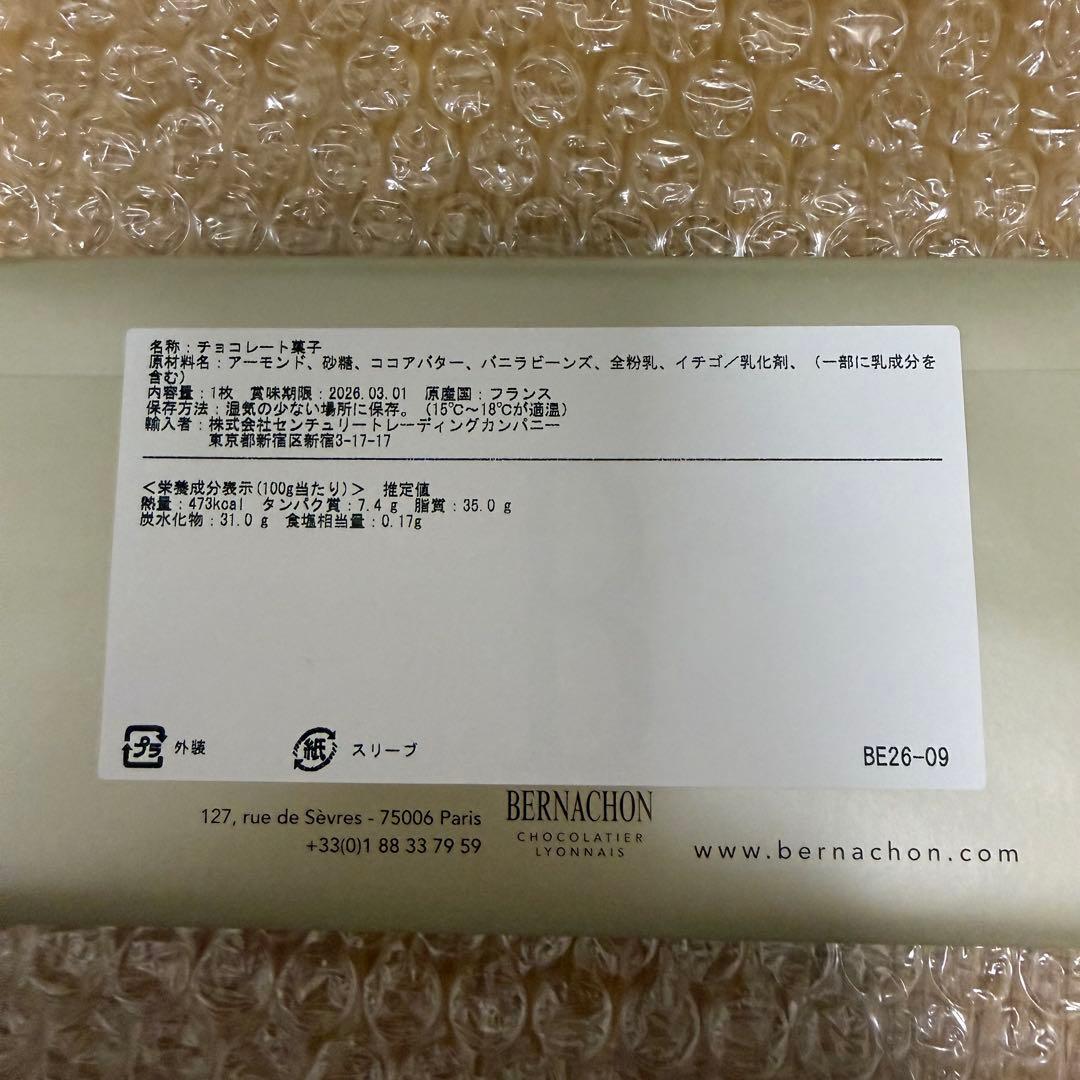 名称：チョコレート菓子
原材料名：アーモンド、砂糖、ココアバター、バニラビーンズ、全粉乳、イチゴ／乳化剤、（一部に乳成分を
含む）
内容量：1枚　賞味期限：2026.03.01　原産国：フランス
保存方法：湿気の少ない場所に保存。（15℃～18℃が適温）
輸入者：株式会社センチュリートレーディングカンパニー
東京都新宿区新宿3-17-17
＜栄養成分表示(100g当たり)＞　推定値
熱量：473kcal　タンパク質：7.4g　脂質：35.0g
炭水化物：31.0g　食塩相当量：0.17g
プラ 外装　紙 スリーブ　BE26-09
127, rue de Sèvres - 75006 Paris
+33(0)1 88 33 79 59
BERNACHON
CHOCOLATIER
LYONNAIS
www.bernachon.com